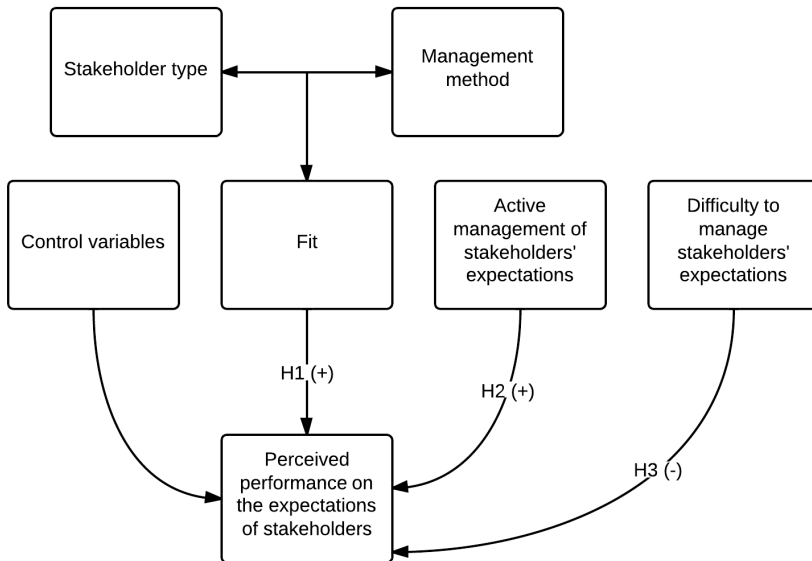 Stakeholder type
Management
method
Control variables
Fit
Active
management of
stakeholders'
expectations
Difficulty to
manage
stakeholders'
expectations
H1 (+)
H2 (+)
H3 (-)
Perceived
performance on
the expectations
of stakeholders